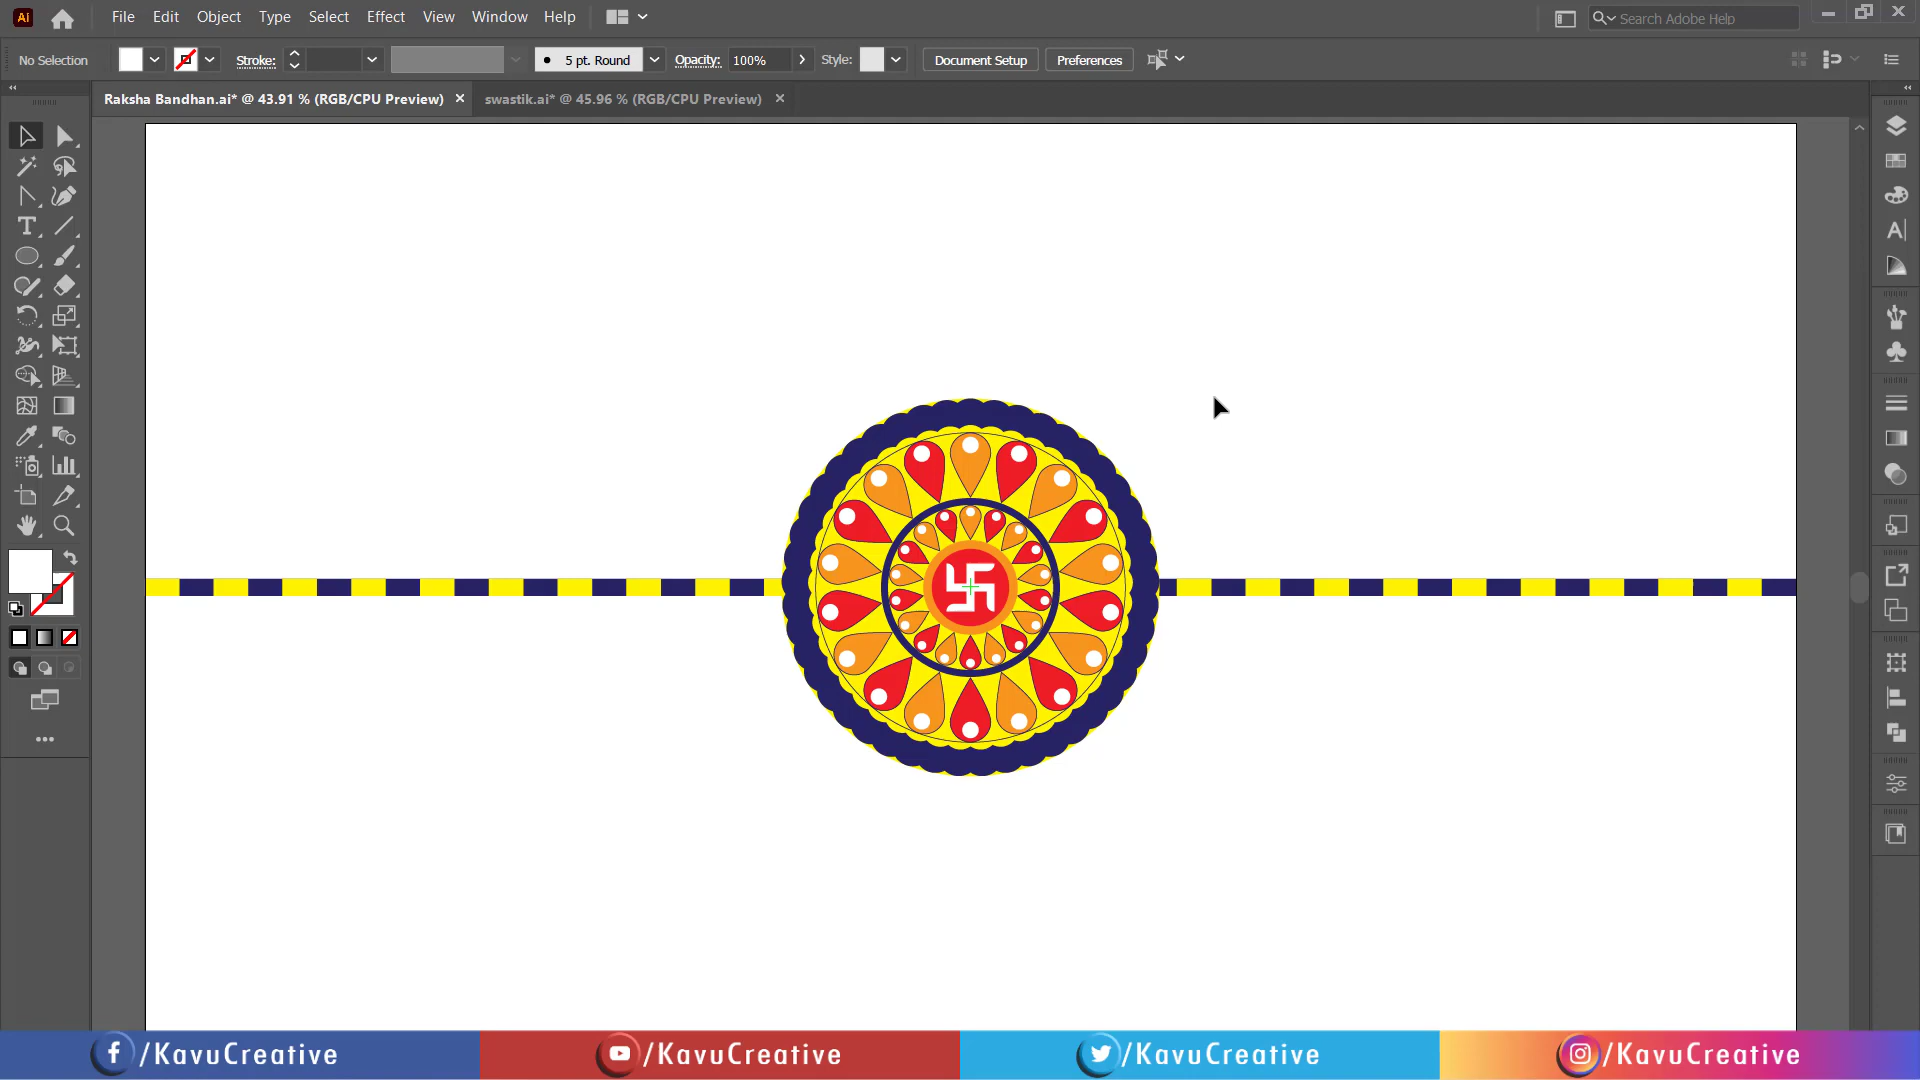 File Edit Object Type Select Effect View Window Help
Search Adobe Help
No Selection Stroke: 5 pt. Round Opacity: 100% Style: Document Setup Preferences
Raksha Bandhan.ai* @ 43.91 % (RGB/CPU Preview) swastik.ai* @ 45.96 % (RGB/CPU Preview)
/KavuCreative /KavuCreative /KavuCreative /KavuCreative